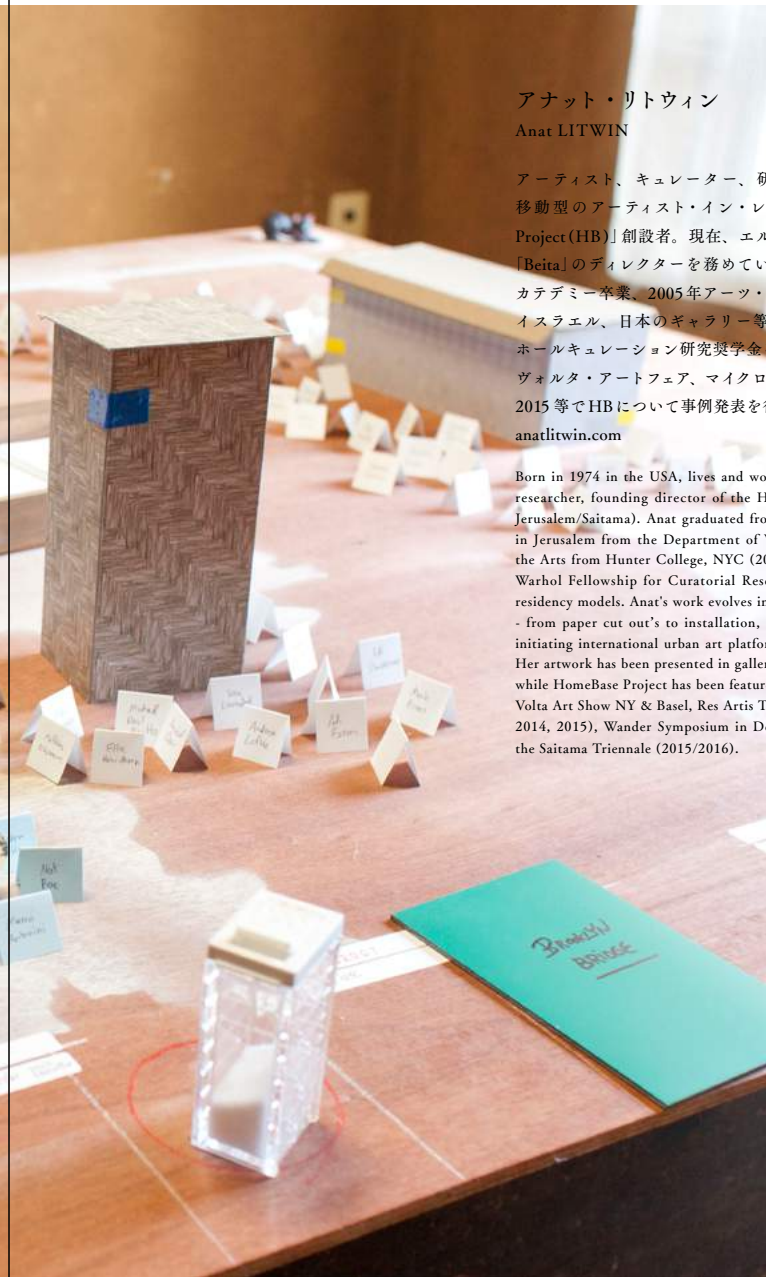 アナット・リトウィン
Anat LITWIN
アーティスト、キュレーター、研
移動型のアーティスト・イン・レ
Project(HB)」創設者。現在、エル
「Beita」のディレクターを務めてい
カテデミー卒業、2005年アーツ・
イスラエル、日本のギャラリー等
ホールキュレーション研究奨学金
ヴォルタ・アートフェア、マイクロ
2015 等でHBについて事例発表を
anatlitwin.com
Born in 1974 in the USA, lives and wo
researcher, founding director of the H
Jerusalem/Saitama). Anat graduated fro
in Jerusalem from the Department of V
the Arts from Hunter College, NYC (20
Warhol Fellowship for Curatorial Rese
residency models. Anat's work evolves in
- from paper cut out's to installation,
initiating international urban art platfor
Her artwork has been presented in galler
while HomeBase Project has been featur
Volta Art Show NY & Basel, Res Artis T
2014, 2015), Wander Symposium in De
the Saitama Triennale (2015/2016).
BROOKLYN
BRIDGE